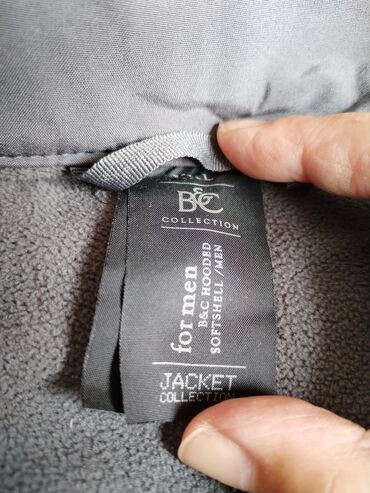 B&C
COLLECTION
for men
B&C HOODED
SOFTSHELL /MEN
JACKET
COLLECTION